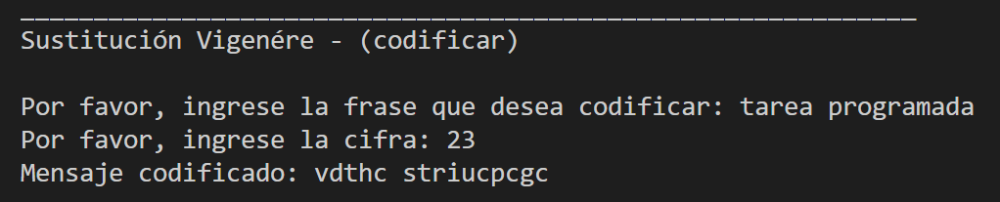 _____________________________________________________________
Sustitución Vigenére - (codificar)
Por favor, ingrese la frase que desea codificar: tarea programada
Por favor, ingrese la cifra: 23
Mensaje codificado: vdthc striucpcgc